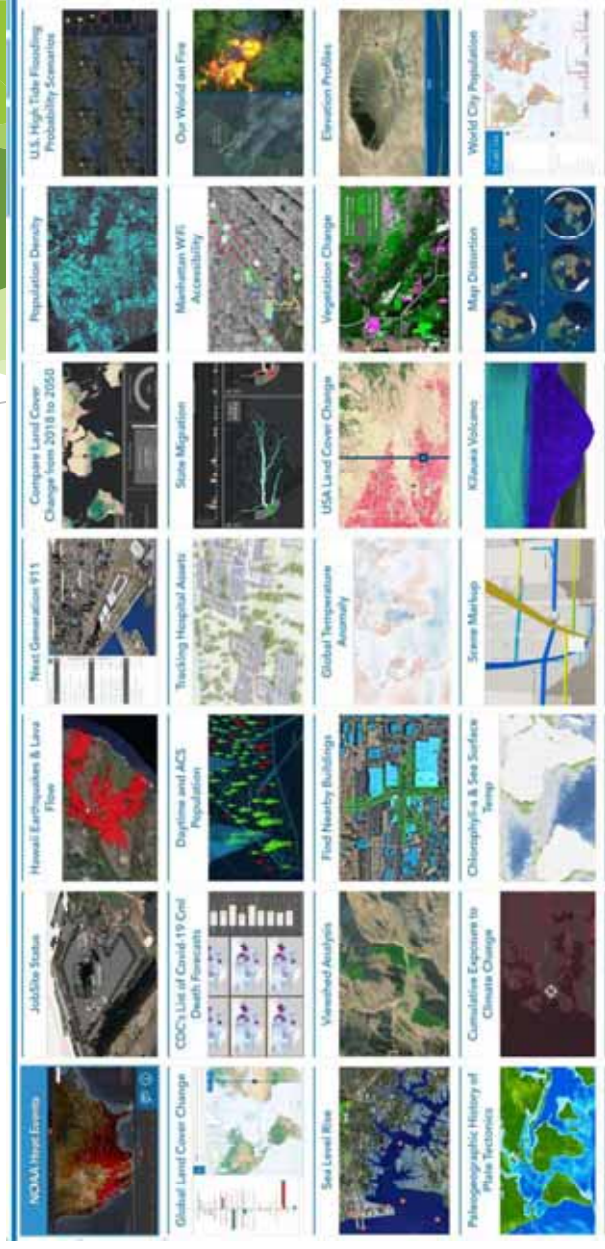 NOAA Heat Events
JobSite Status
Hawaii Earthquakes & Lava
Flow
Next Generation 911
Compare Land Cover
Change from 2018 to 2050
Population Density
U.S. High Tide Flooding
Probability Scenarios
Global Land Cover Change
CDC's List of Covid-19 Cml
Death Forecasts
Daytime and ACS
Population
Tracking Hospital Assets
State Migration
Manhattan WiFi
Accessibility
Our World on Fire
Sea Level Rise
Viewshed Analysis
Find Nearby Buildings
Global Temperature
Anomaly
USA Land Cover Change
Vegetation Change
Elevation Profiles
Paleogeographic History of
Plate Tectonics
Cumulative Exposure to
Climate Change
Chlorophyll-a & Sea Surface
Temp
Scene Markup
Kilauea Volcano
Map Distortion
World City Population